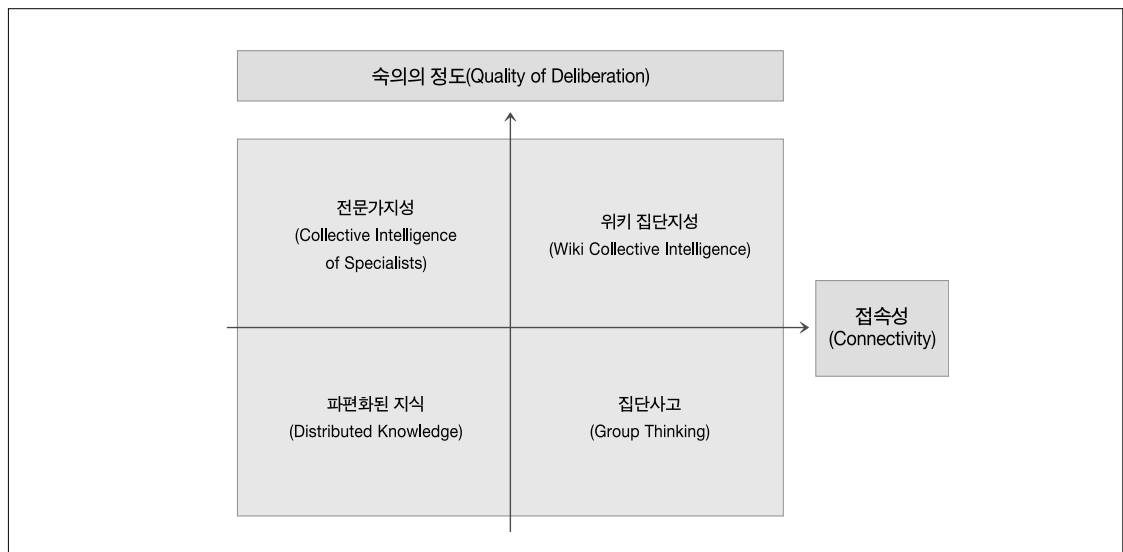 숙의의 정도(Quality of Deliberation)
전문가지성
(Collective Intelligence
of Specialists)
위키 집단지성
(Wiki Collective Intelligence)
접속성
(Connectivity)
파편화된 지식
(Distributed Knowledge)
집단사고
(Group Thinking)